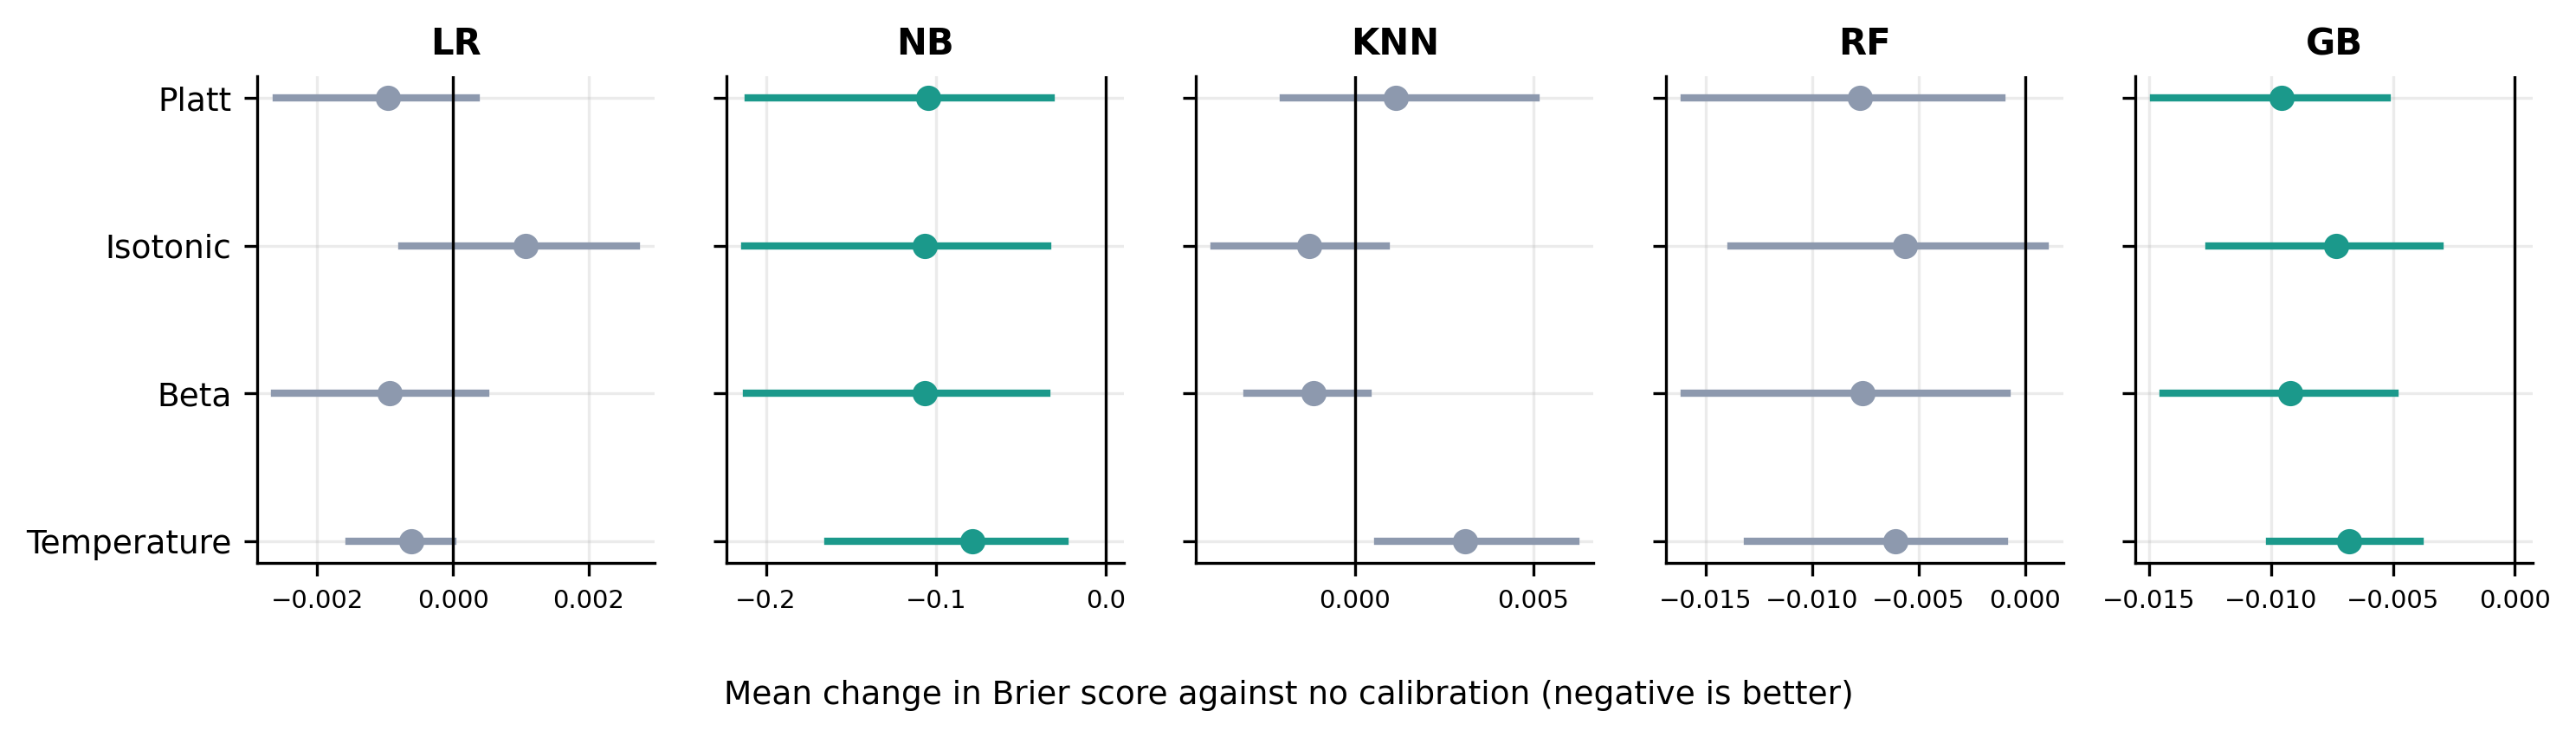 LR NB KNN RF GB
Platt
Isotonic
Beta
Temperature
−0.002 0.000 0.002 −0.2 −0.1 0.0 0.000 0.005 −0.015 −0.010 −0.005 0.000 −0.015 −0.010 −0.005 0.000
Mean change in Brier score against no calibration (negative is better)